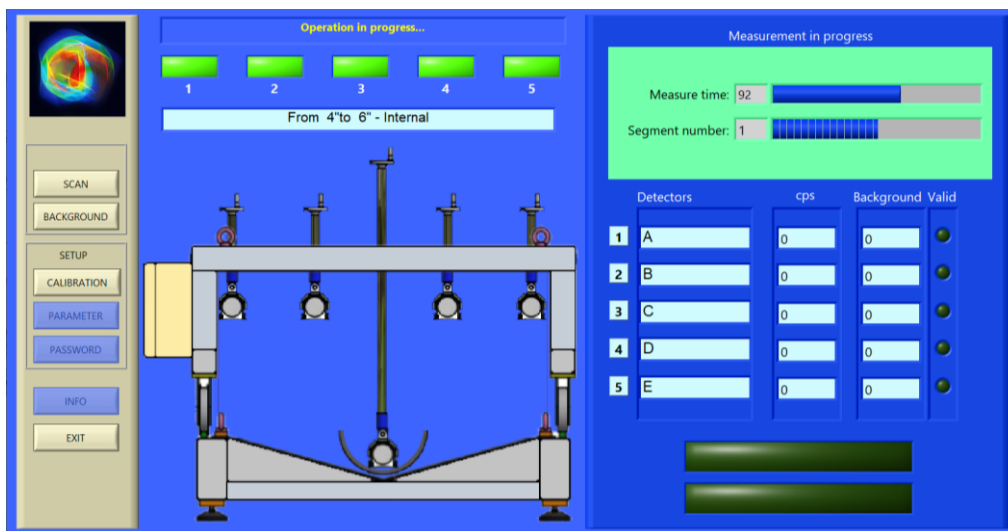 Operation in progress...
1 2 3 4 5
From 4"to 6" - Internal
SCAN
BACKGROUND
SETUP
CALIBRATION
PARAMETER
PASSWORD
INFO
EXIT
Measurement in progress
Measure time: 92
Segment number: 1
Detectors cps Background Valid
1 A 0 0
2 B 0 0
3 C 0 0
4 D 0 0
5 E 0 0